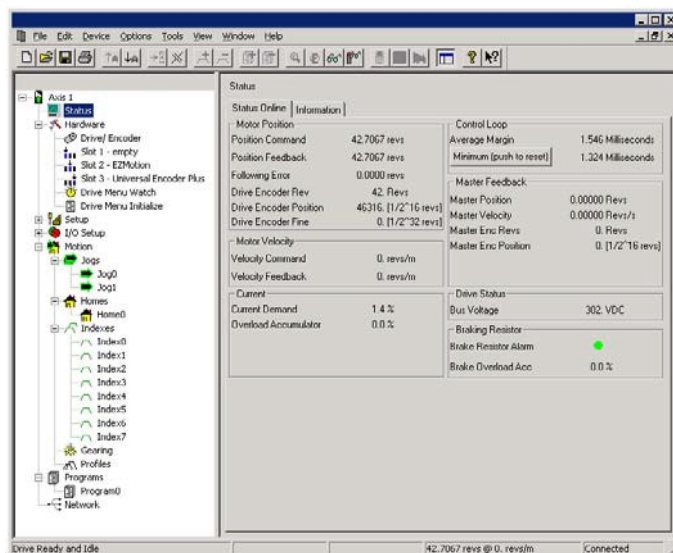 File Edit Device Options Tools View Window Help
Axis 1
Status
Hardware
Drive/ Encoder
Slot 1 - empty
Slot 2 - EZMotion
Slot 3 - Universal Encoder Plus
Drive Menu Watch
Drive Menu Initialize
Setup
I/O Setup
Motion
Jogs
Jog0
Jog1
Homes
Home0
Indexes
Index0
Index1
Index2
Index3
Index4
Index5
Index6
Index7
Gearing
Profiles
Programs
Program0
Network
Status
Status Online Information
Motor Position
Position Command 42.7067 revs
Position Feedback 42.7067 revs
Following Error 0.0000 revs
Drive Encoder Rev 42. Revs
Drive Encoder Position 46316. [1/2^16 revs]
Drive Encoder Fine 0. [1/2^32 revs]
Motor Velocity
Velocity Command 0. revs/m
Velocity Feedback 0. revs/m
Current
Current Demand 1.4 %
Overload Accumulator 0.0 %
Control Loop
Average Margin 1.546 Milliseconds
Minimum (push to reset) 1.324 Milliseconds
Master Feedback
Master Position 0.00000 Revs
Master Velocity 0.00000 Revs/s
Master Enc Revs 0. Revs
Master Enc Position 0. [1/2^16 revs]
Drive Status
Bus Voltage 302. VDC
Braking Resistor
Brake Resistor Alarm
Brake Overload Acc 0.0 %
Drive Ready and Idle 42.7067 revs @ 0. revs/m Connected